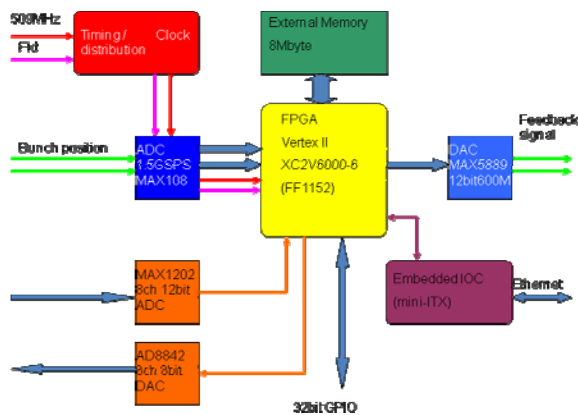 509MHz
Fid
Timing / Clock
distribution
External Memory
8Mbyte
FPGA
Vertex II
XC2V6000-6
(FF1152)
Bunch position
ADC
1.5GSPS
MAX108
DAC
MAX5889
12bit600M
Feedback
signal
MAX1202
8ch 12bit
ADC
Embedded IOC
(mini-ITX)
Ethernet
AD8842
8ch 8bit
DAC
32bit GPIO